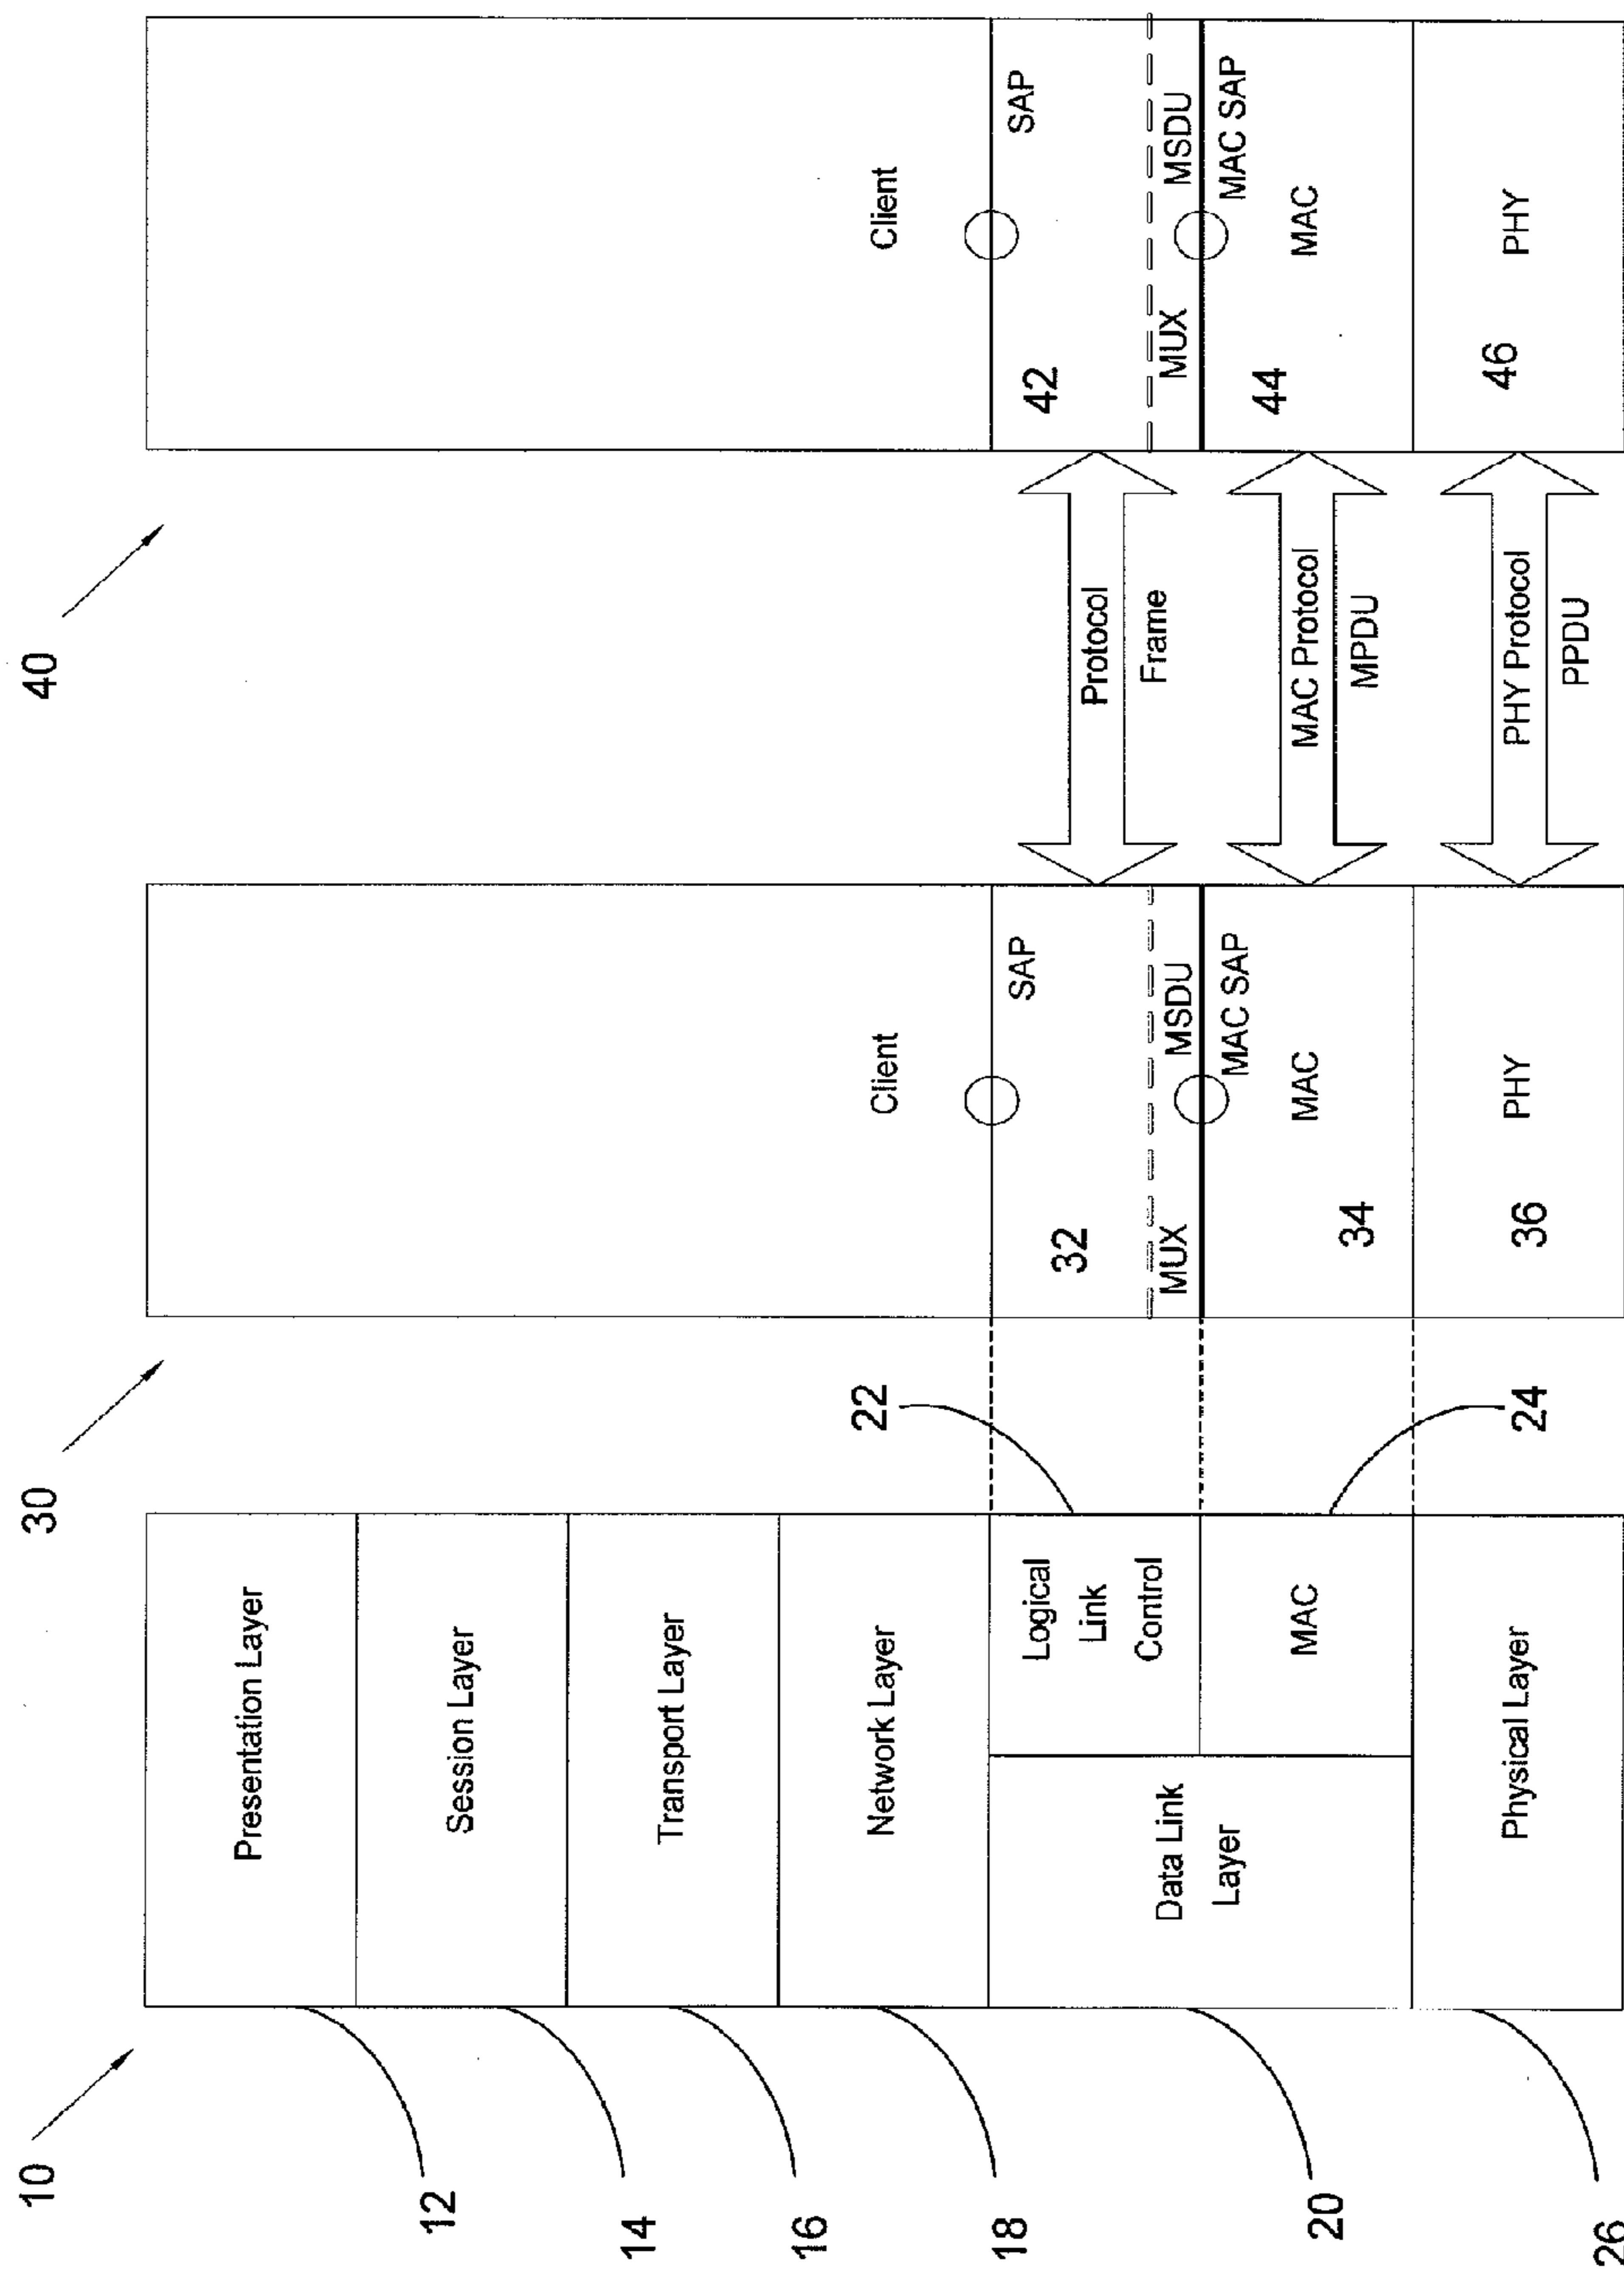 10
30
40
Presentation Layer
12
Session Layer
14
Transport Layer
16
Network Layer
18
Data Link
Layer
20
Logical
Link
Control
22
MAC
24
Physical Layer
26
Client
SAP
32
MUX
MSDU
MAC SAP
MAC
34
PHY
36
Protocol
Frame
MAC Protocol
MPDU
PHY Protocol
PPDU
Client
SAP
42
MUX
MSDU
MAC SAP
MAC
44
PHY
46